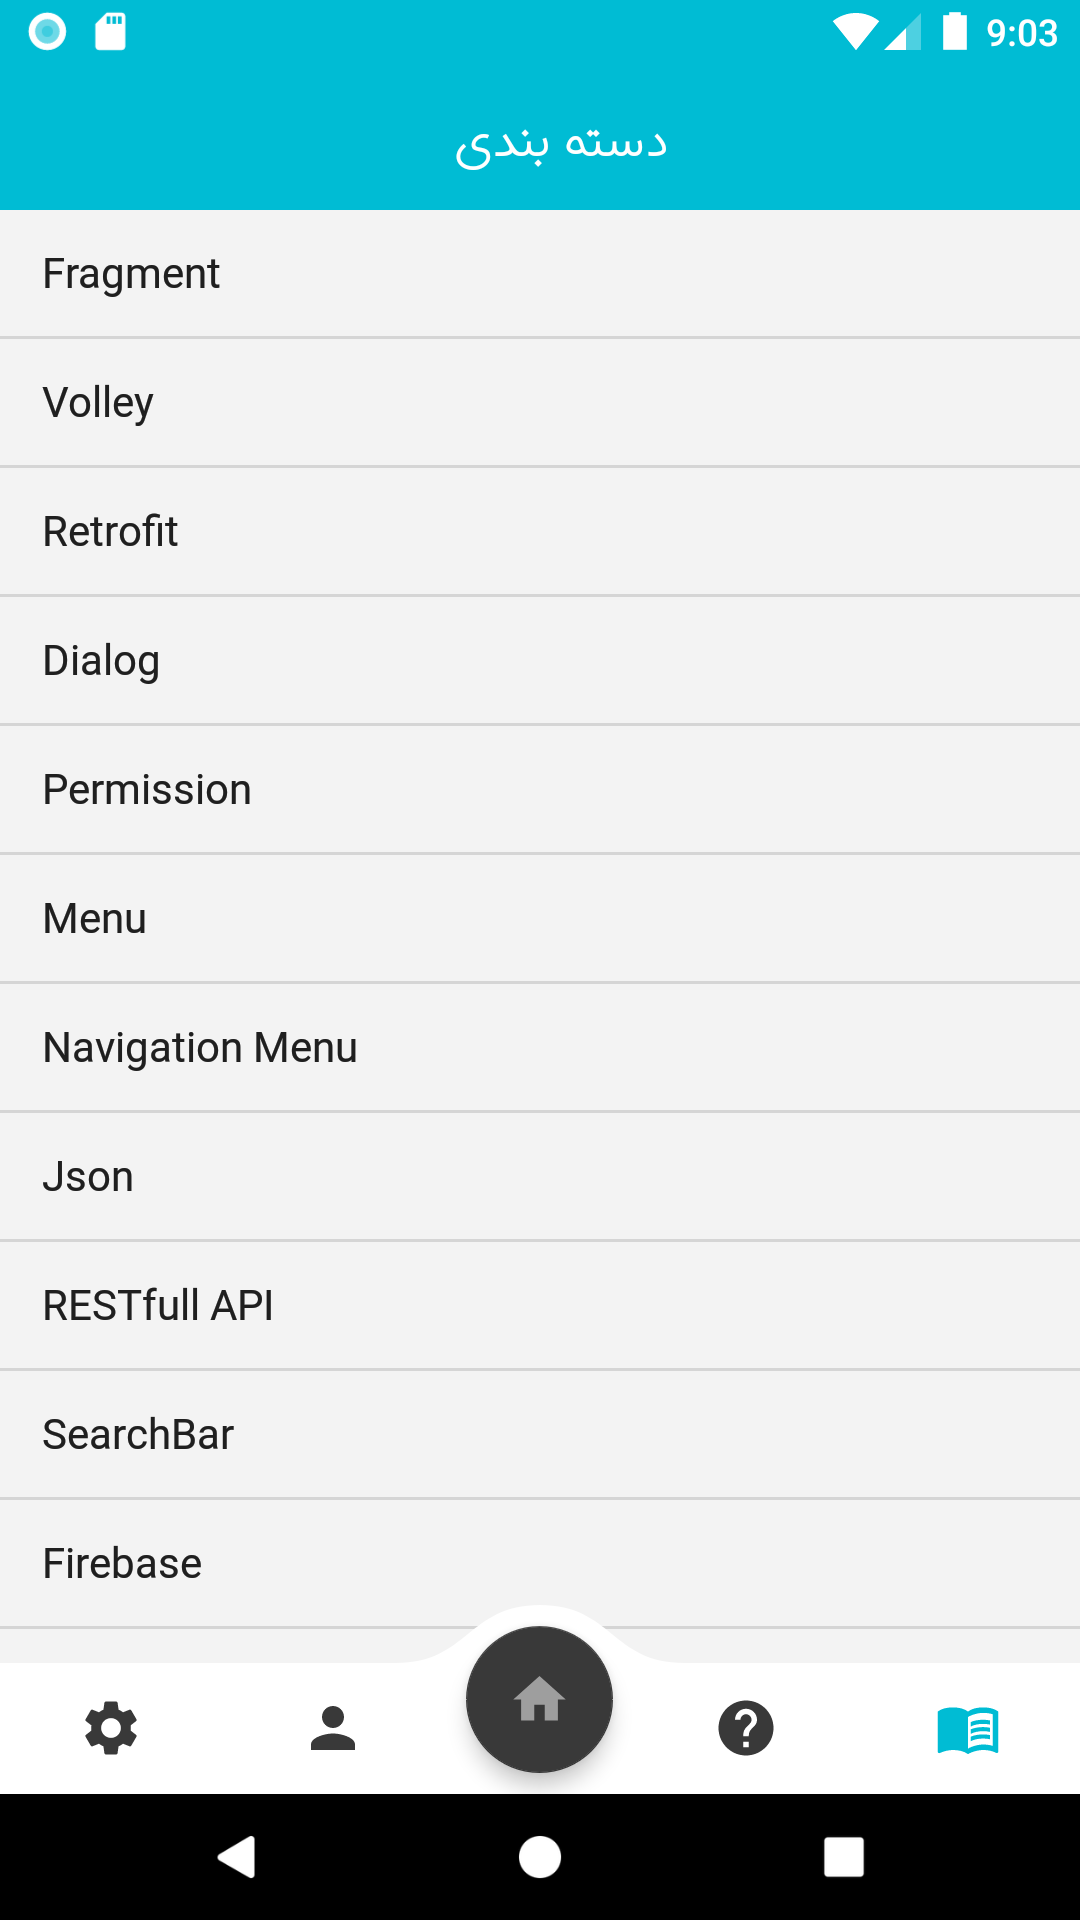 9:03
دسته بندی
Fragment
Volley
Retrofit
Dialog
Permission
Menu
Navigation Menu
Json
RESTfull API
SearchBar
Firebase